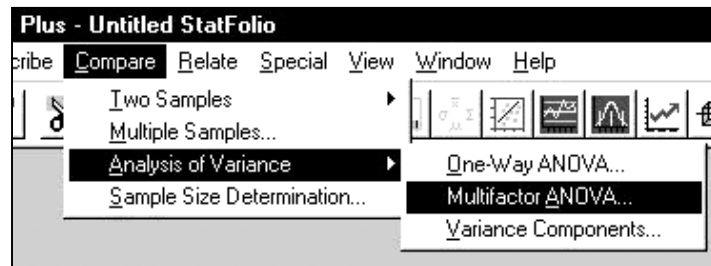 Plus - Untitled StatFolio
cribe Compare Relate Special View Window Help
Two Samples
Multiple Samples...
Analysis of Variance
Sample Size Determination...
One-Way ANOVA...
Multifactor ANOVA...
Variance Components...